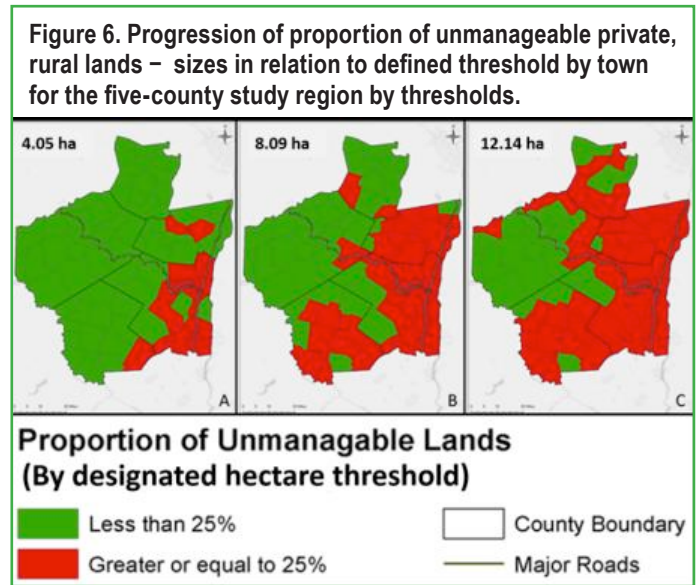 Figure 6. Progression of proportion of unmanageable private,
rural lands – sizes in relation to defined threshold by town
for the five-county study region by thresholds.
4.05 ha
8.09 ha
12.14 ha
A
B
C
Proportion of Unmanagable Lands
(By designated hectare threshold)
Less than 25%
County Boundary
Greater or equal to 25%
Major Roads